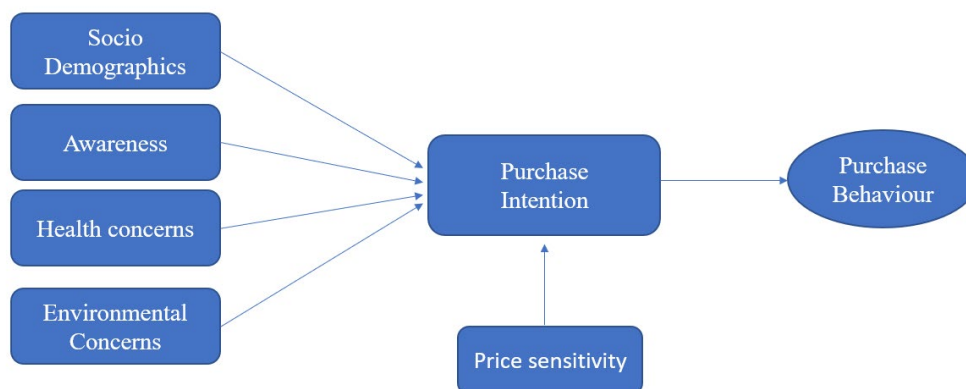 Socio
Demographics
Awareness
Health concerns
Environmental
Concerns
Purchase
Intention
Price sensitivity
Purchase
Behaviour